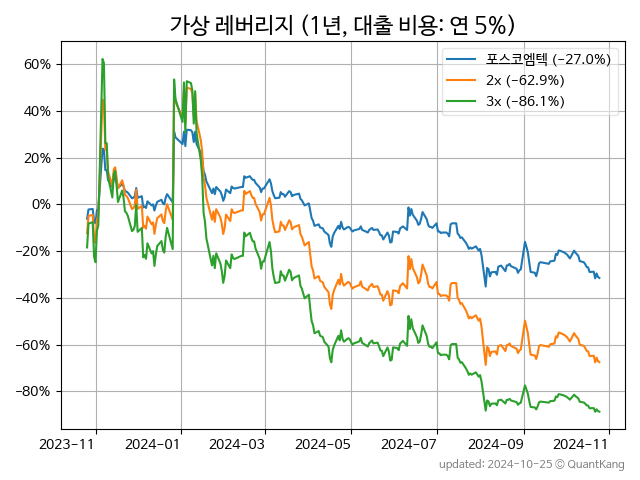 가상 레버리지 (1년, 대출 비용: 연 5%)
포스코엠텍 (-27.0%)
2x (-62.9%)
3x (-86.1%)
60%
40%
20%
0%
-20%
-40%
-60%
-80%
2023-11 2024-01 2024-03 2024-05 2024-07 2024-09 2024-11
updated: 2024-10-25 © QuantKang